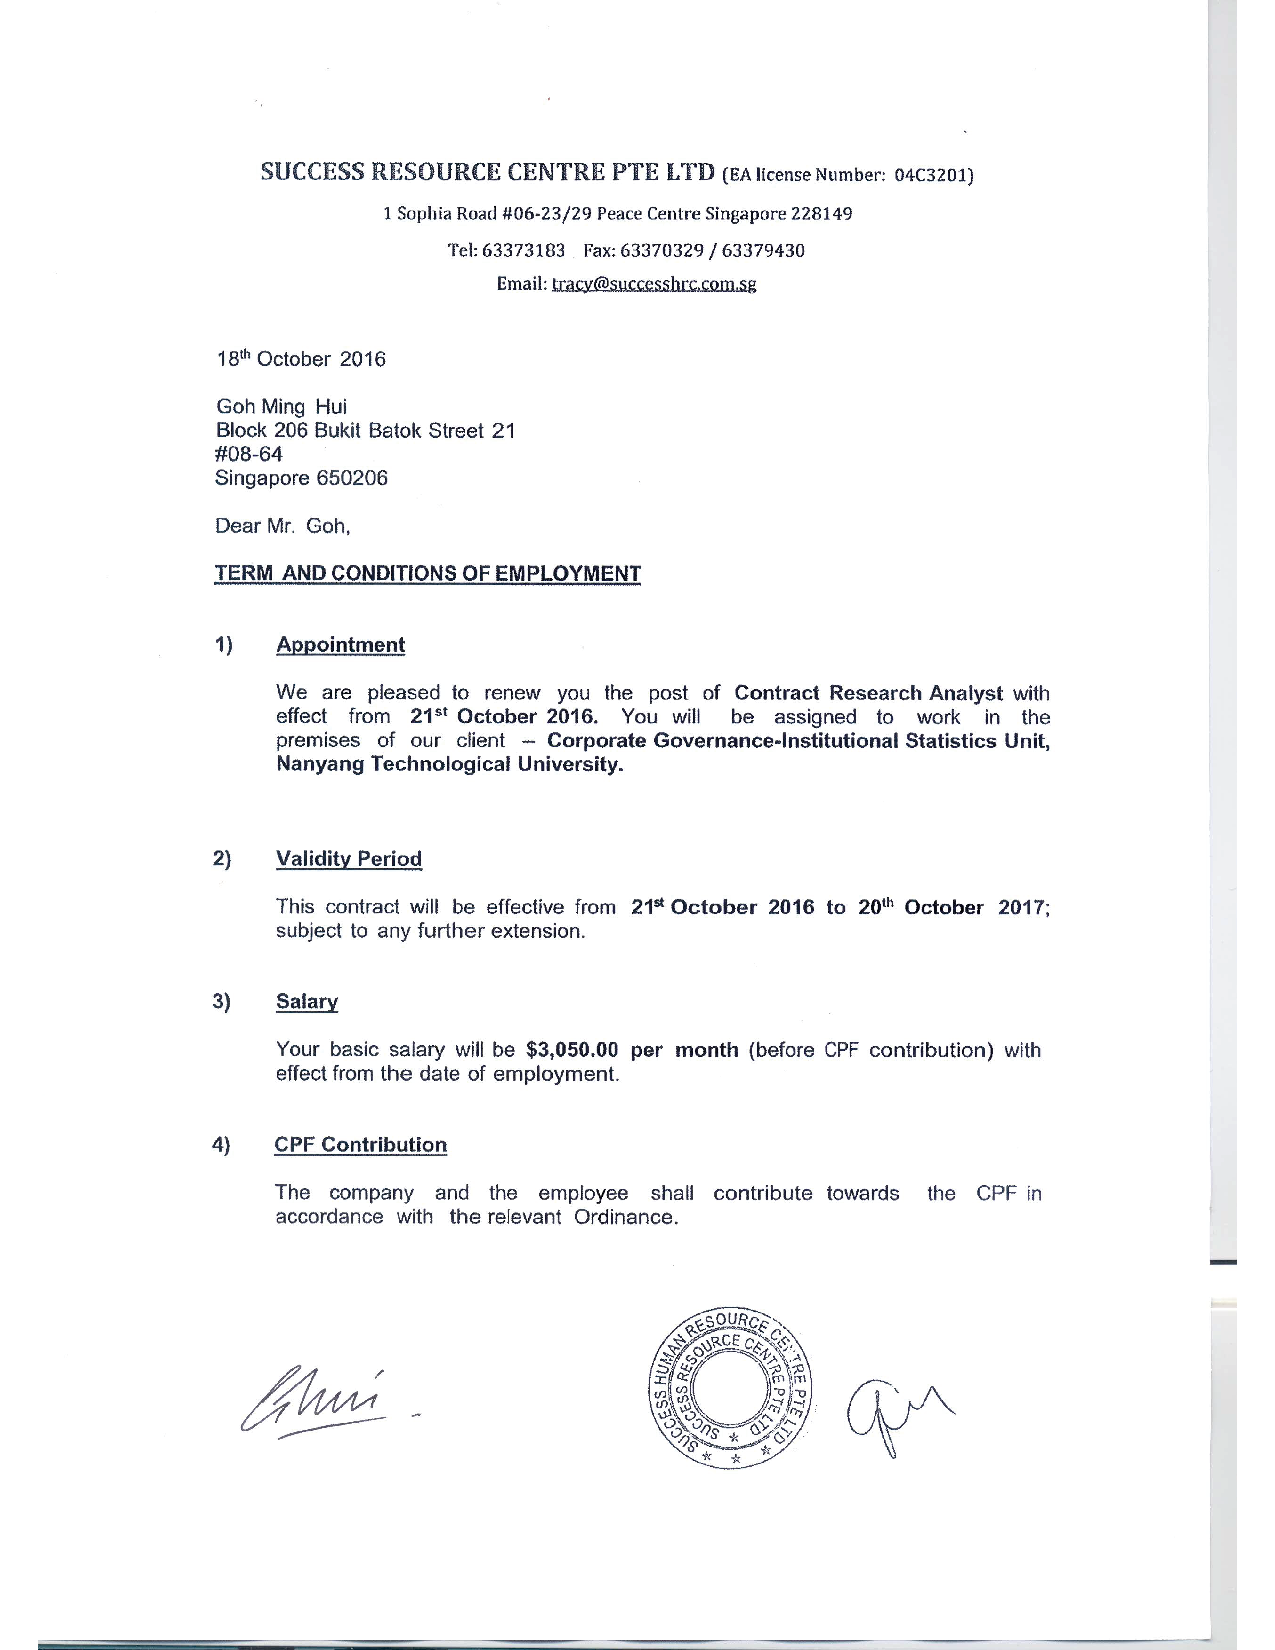 SUCCESS RESOURCE CENTRE PTE LTD (EA license Number: 04C3201)
1 Sophia Road #06-23/29 Peace Centre Singapore 228149
Tel: 63373183 Fax: 63370329 / 63379430
Email: tracy@successhrc.com.sg
18th October 2016
Goh Ming Hui
Block 206 Bukit Batok Street 21
#08-64
Singapore 650206
Dear Mr. Goh,
TERM AND CONDITIONS OF EMPLOYMENT
1) Appointment
We are pleased to renew you the post of Contract Research Analyst with
effect from 21st October 2016. You will be assigned to work in the
premises of our client – Corporate Governance-Institutional Statistics Unit,
Nanyang Technological University.
2) Validity Period
This contract will be effective from 21st October 2016 to 20th October 2017;
subject to any further extension.
3) Salary
Your basic salary will be $3,050.00 per month (before CPF contribution) with
effect from the date of employment.
4) CPF Contribution
The company and the employee shall contribute towards the CPF in
accordance with the relevant Ordinance.
SUCCESS HUMAN RESOURCE CENTRE PTE LTD
SUCCESS RESOURCE CENTRE PTE LTD